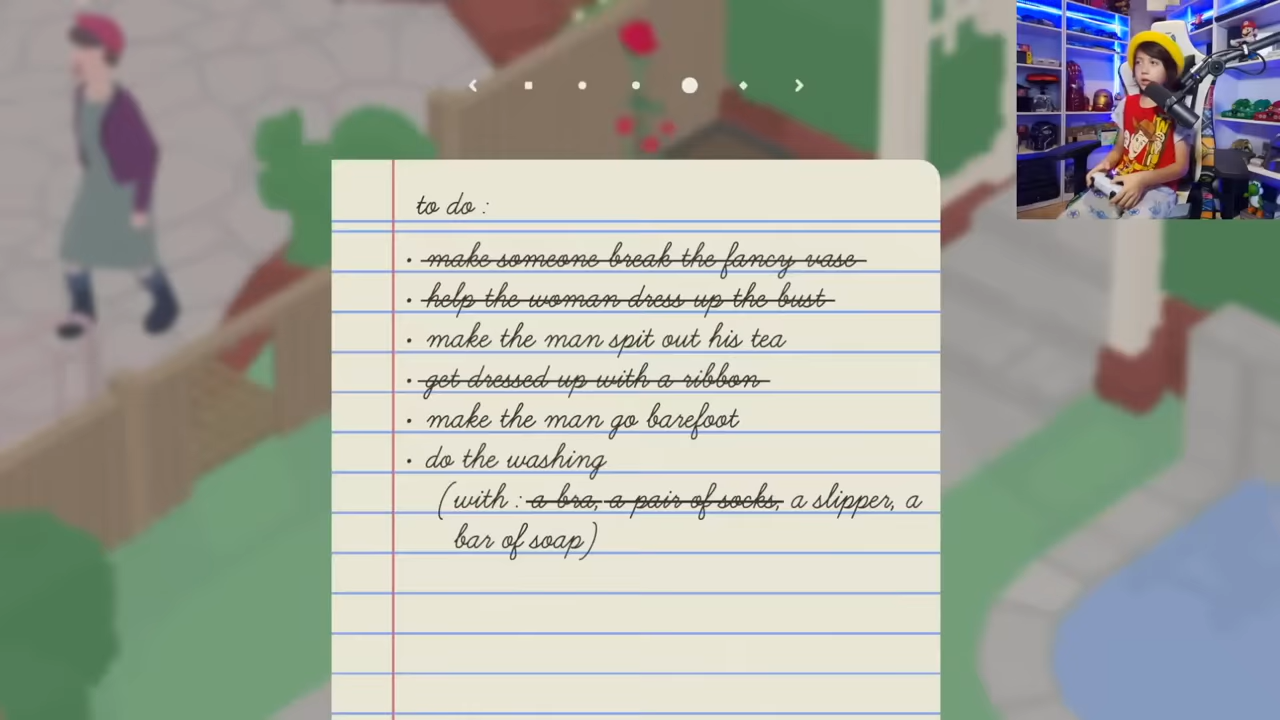 to do :
• make someone break the fancy vase
• help the woman dress up the bust
• make the man spit out his tea
• get dressed up with a ribbon
• make the man go barefoot
• do the washing
(with : a bra, a pair of socks, a slipper, a
bar of soap)